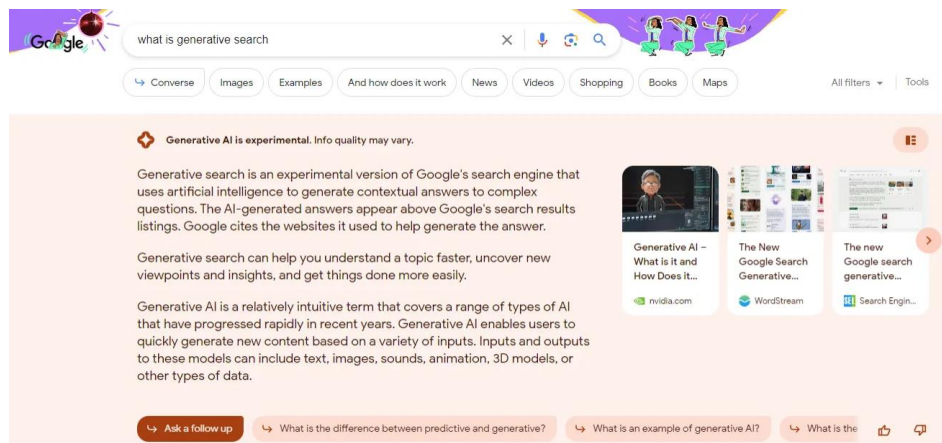 Google
what is generative search
Converse
Images
Examples
And how does it work
News
Videos
Shopping
Books
Maps
All filters
Tools
Generative AI is experimental. Info quality may vary.
Generative search is an experimental version of Google's search engine that
uses artificial intelligence to generate contextual answers to complex
questions. The AI-generated answers appear above Google's search results
listings. Google cites the websites it used to help generate the answer.
Generative search can help you understand a topic faster, uncover new
viewpoints and insights, and get things done more easily.
Generative AI is a relatively intuitive term that covers a range of types of AI
that have progressed rapidly in recent years. Generative AI enables users to
quickly generate new content based on a variety of inputs. Inputs and outputs
to these models can include text, images, sounds, animation, 3D models, or
other types of data.
Generative AI –
What is it and
How Does it...
nvidia.com
The New
Google Search
Generative...
WordStream
The new
Google search
generative...
SEL Search Engin...
Ask a follow up
What is the difference between predictive and generative?
What is an example of generative AI?
What is the